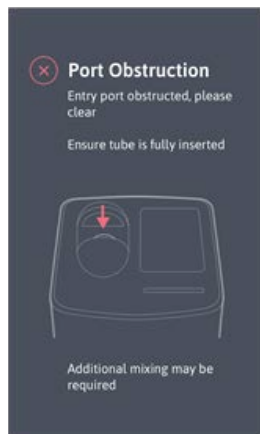 Port Obstruction
Entry port obstructed, please
clear
Ensure tube is fully inserted
Additional mixing may be
required